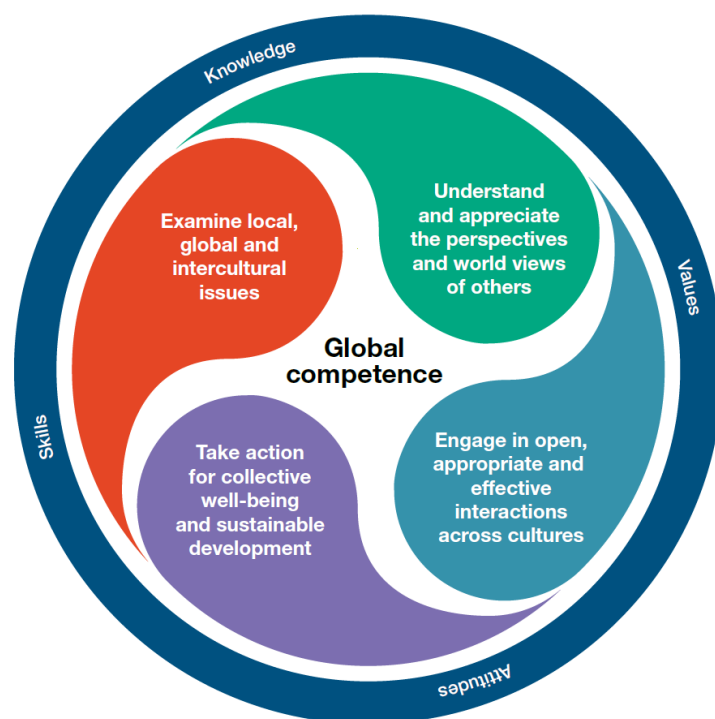 Knowledge
Examine local,
global and
intercultural
issues
Understand
and appreciate
the perspectives
and world views
of others
Values
Global
competence
Skills
Take action
for collective
well-being
and sustainable
development
Engage in open,
appropriate and
effective
interactions
across cultures
Attitudes